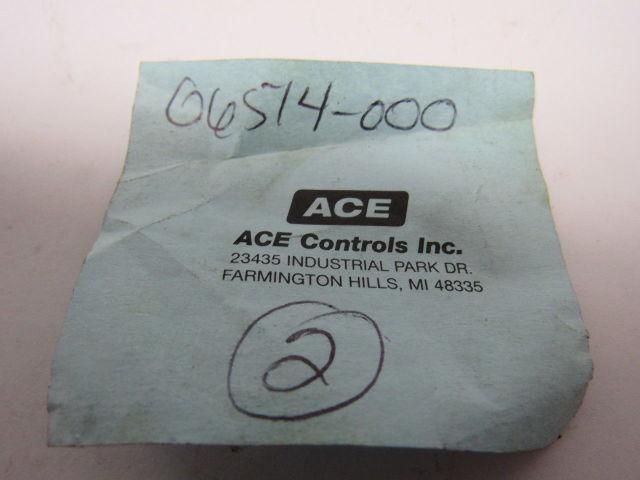 06514-000
ACE
ACE Controls Inc.
23435 INDUSTRIAL PARK DR.
FARMINGTON HILLS, MI 48335
2